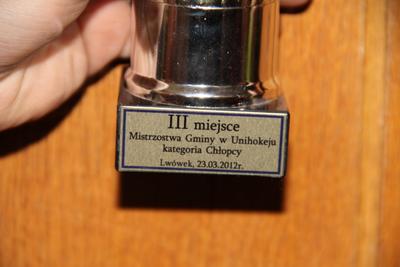 III miejsce
Mistrzostwa Gminy w Unihokeju
kategoria Chłopcy
Lwówek, 23.03.2012r.